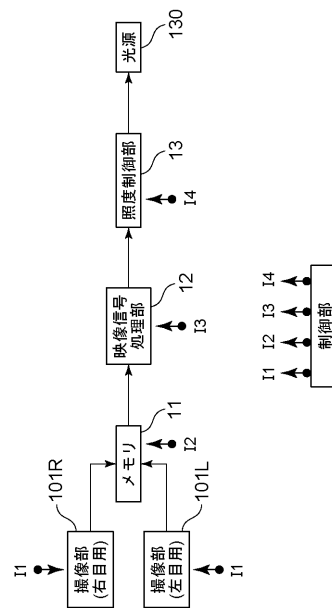 I1
101R
撮像部
(右目用)
撮像部
(左目用)
101L
I1
11
メモリ
I2
12
映像信号
処理部
I3
13
照度制御部
I4
130
光源
I1
I2
I3
I4
制御部